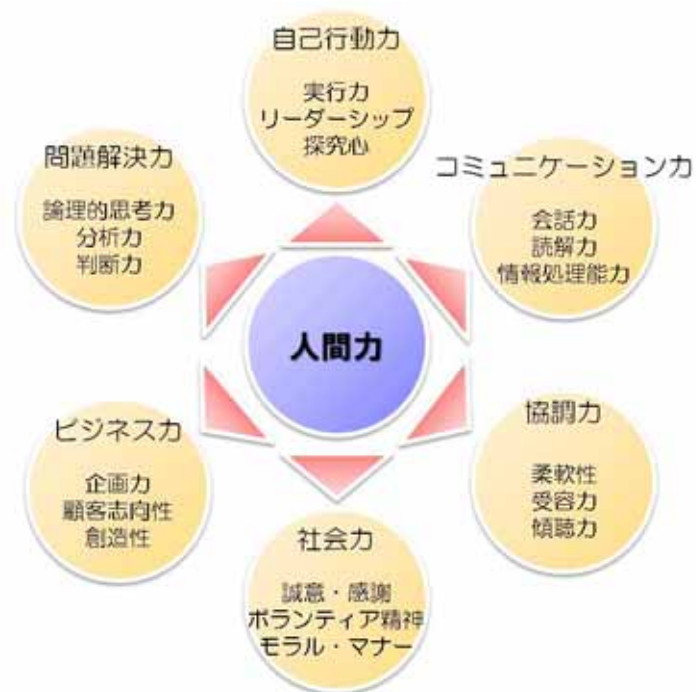 自己行動力
実行力
リーダーシップ
探究心
問題解決力
論理的思考力
分析力
判断力
コミュニケーション力
会話力
読解力
情報処理能力
人間力
ビジネス力
企画力
顧客志向性
創造性
協調力
柔軟性
受容力
傾聴力
社会力
誠意・感謝
ボランティア精神
モラル・マナー